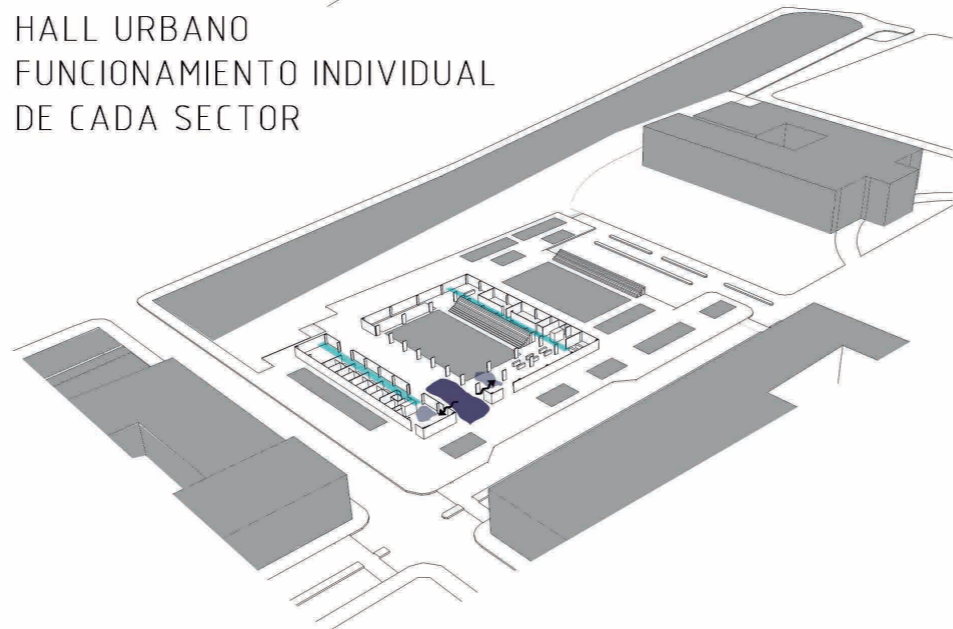 HALL URBANO
FUNCIONAMIENTO INDIVIDUAL
DE CADA SECTOR